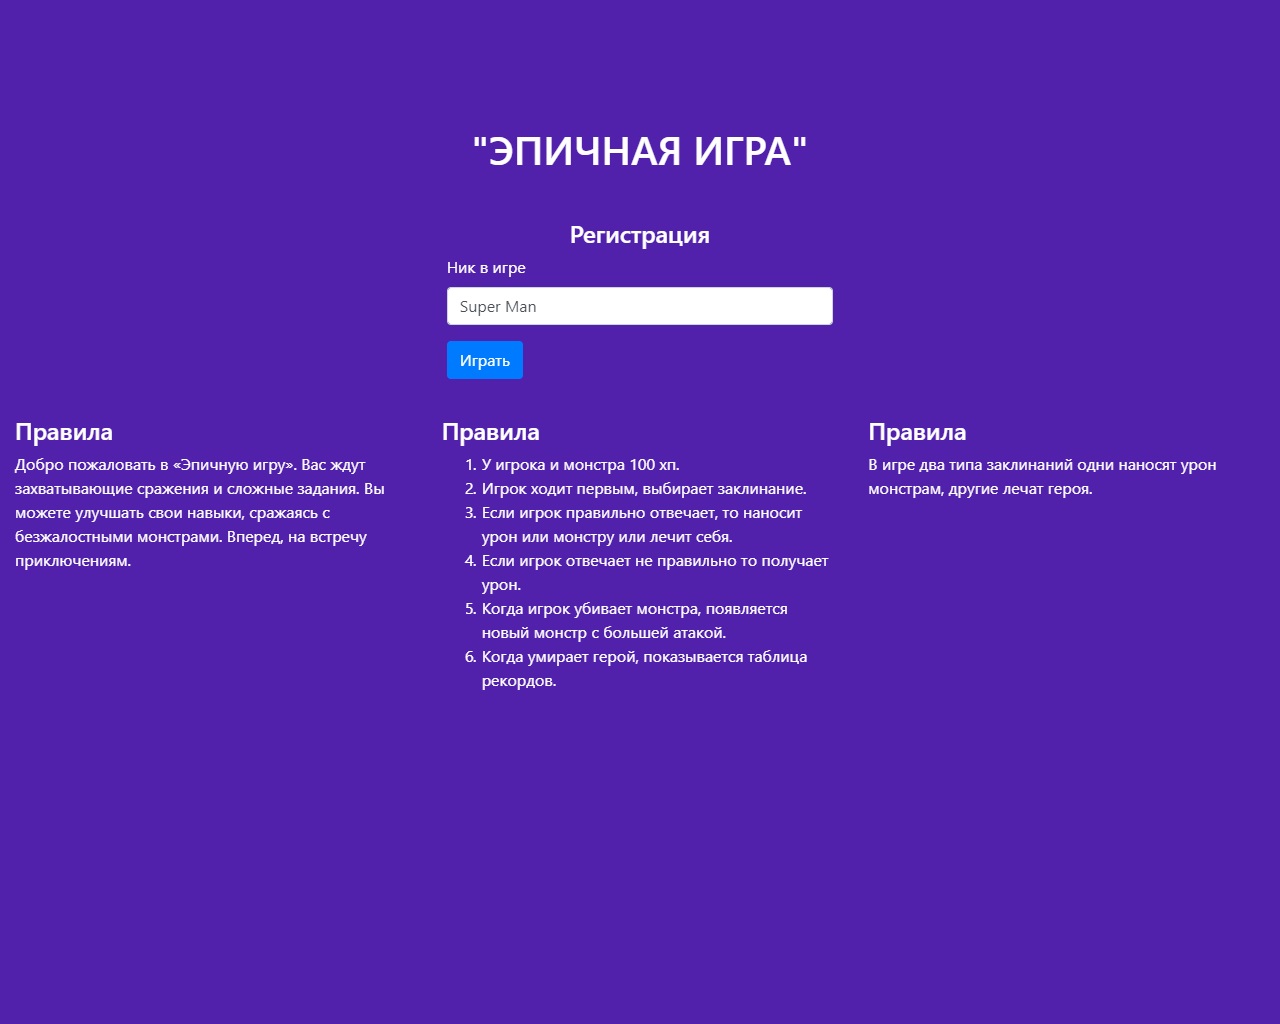 "ЭПИЧНАЯ ИГРА"
Регистрация
Ник в игре
Super Man
Играть
Правила
Добро пожаловать в «Эпичную игру». Вас ждут
захватывающие сражения и сложные задания. Вы
можете улучшать свои навыки, сражаясь с
безжалостными монстрами. Вперед, на встречу
приключениям.
Правила
1. У игрока и монстра 100 хп.
2. Игрок ходит первым, выбирает заклинание.
3. Если игрок правильно отвечает, то наносит
урон или монстру или лечит себя.
4. Если игрок отвечает не правильно то получает
урон.
5. Когда игрок убивает монстра, появляется
новый монстр с большей атакой.
6. Когда умирает герой, показывается таблица
рекордов.
Правила
В игре два типа заклинаний одни наносят урон
монстрам, другие лечат героя.